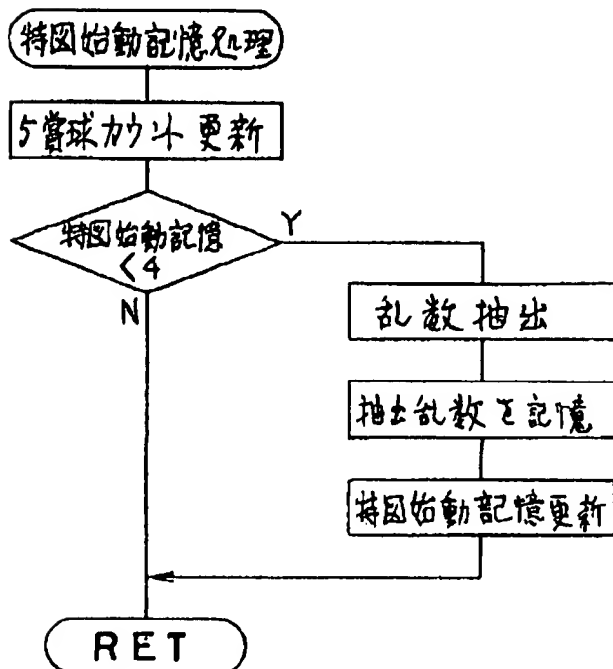 特図始動記憶処理
5賞球カウント更新
特図始動記憶
<4
Y
N
乱数抽出
抽出乱数を記憶
特図始動記憶更新
RET